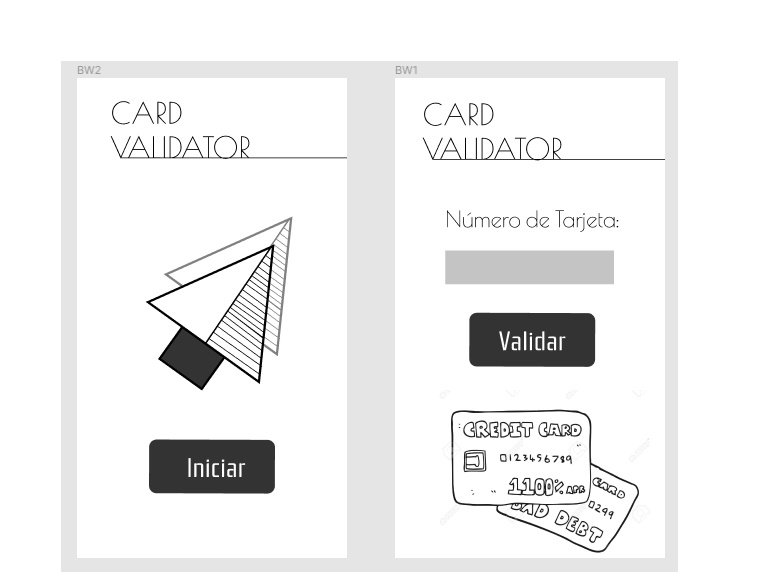 BW2
CARD
VALIDATOR
Iniciar
BW1
CARD
VALIDATOR
Número de Tarjeta:
Validar
CREDIT CARD
0123456789
1100% APR
CARD
0299
BAD DEBT